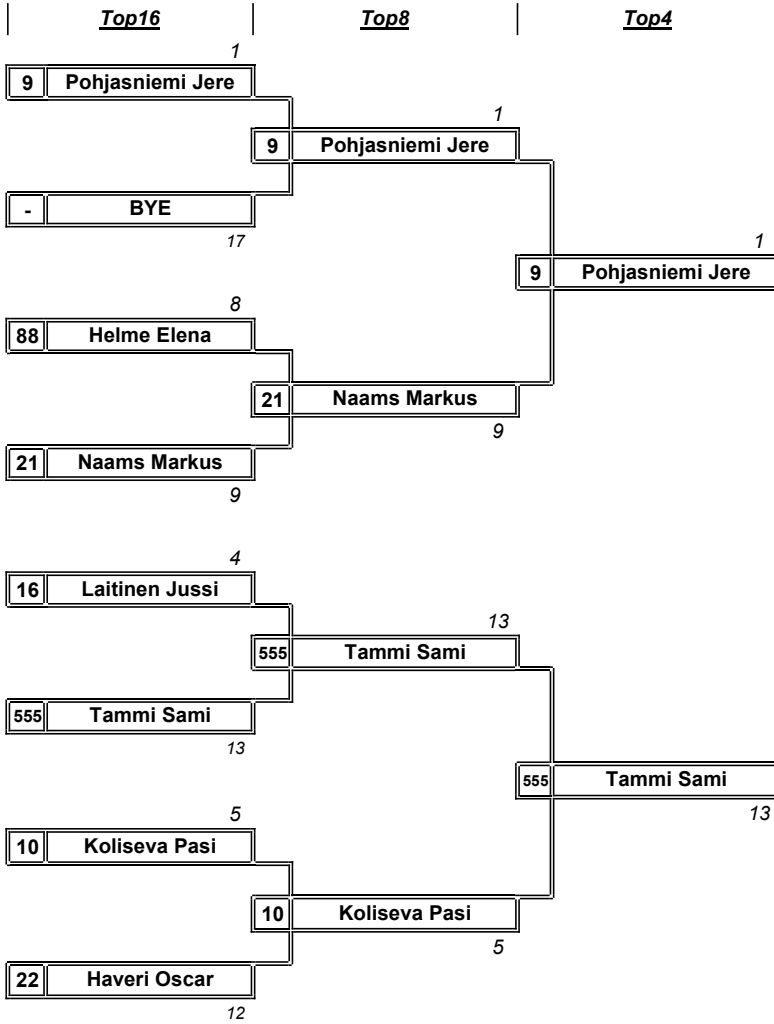 Top16 Top8 Top4
1
9 Pohjasniemi Jere
1
9 Pohjasniemi Jere
- BYE
17
1
9 Pohjasniemi Jere
8
88 Helme Elena
21 Naams Markus
9
21 Naams Markus
9
4
16 Laitinen Jussi
13
555 Tammi Sami
555 Tammi Sami
13
555 Tammi Sami
13
5
10 Koliseva Pasi
10 Koliseva Pasi
5
22 Haveri Oscar
12